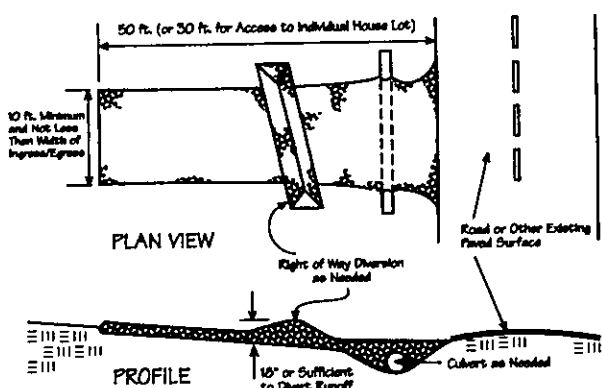 50 ft. (or 30 ft. for Access to Individual House Lot)
10 ft. Minimum
and Not Less
Than Width of
Ingress/Egress
PLAN VIEW
Right of Way Diversion
as Needed
Road or Other Existing
Paved Surface
18" or Sufficient
to Divert Runoff
Culvert as Needed
PROFILE